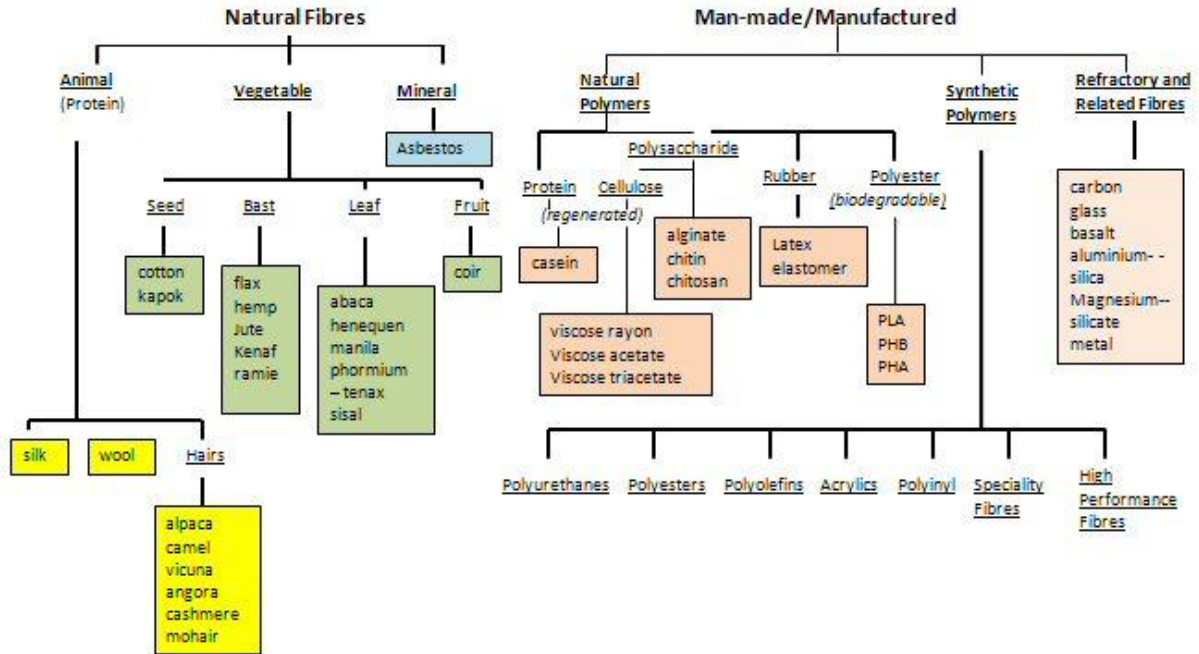 Natural Fibres
Animal
(Protein)
Vegetable
Mineral
Asbestos
Seed
Bast
Leaf
Fruit
cotton
kapok
flax
hemp
Jute
Kenaf
ramie
abaca
henequen
manila
phormium
– tenax
sisal
coir
silk
wool
Hairs
alpaca
camel
vicuna
angora
cashmere
mohair
Man-made/Manufactured
Natural
Polymers
Synthetic
Polymers
Refractory and
Related Fibres
Polysaccharide
Protein
Cellulose
(regenerated)
Rubber
Polyester
(biodegradable)
casein
alginate
chitin
chitosan
Latex
elastomer
viscose rayon
Viscose acetate
Viscose triacetate
PLA
PHB
PHA
carbon
glass
basalt
aluminium- -
silica
Magnesium--
silicate
metal
Polyurethanes
Polyesters
Polyolefins
Acrylics
Polyinyl
Speciality
Fibres
High
Performance
Fibres